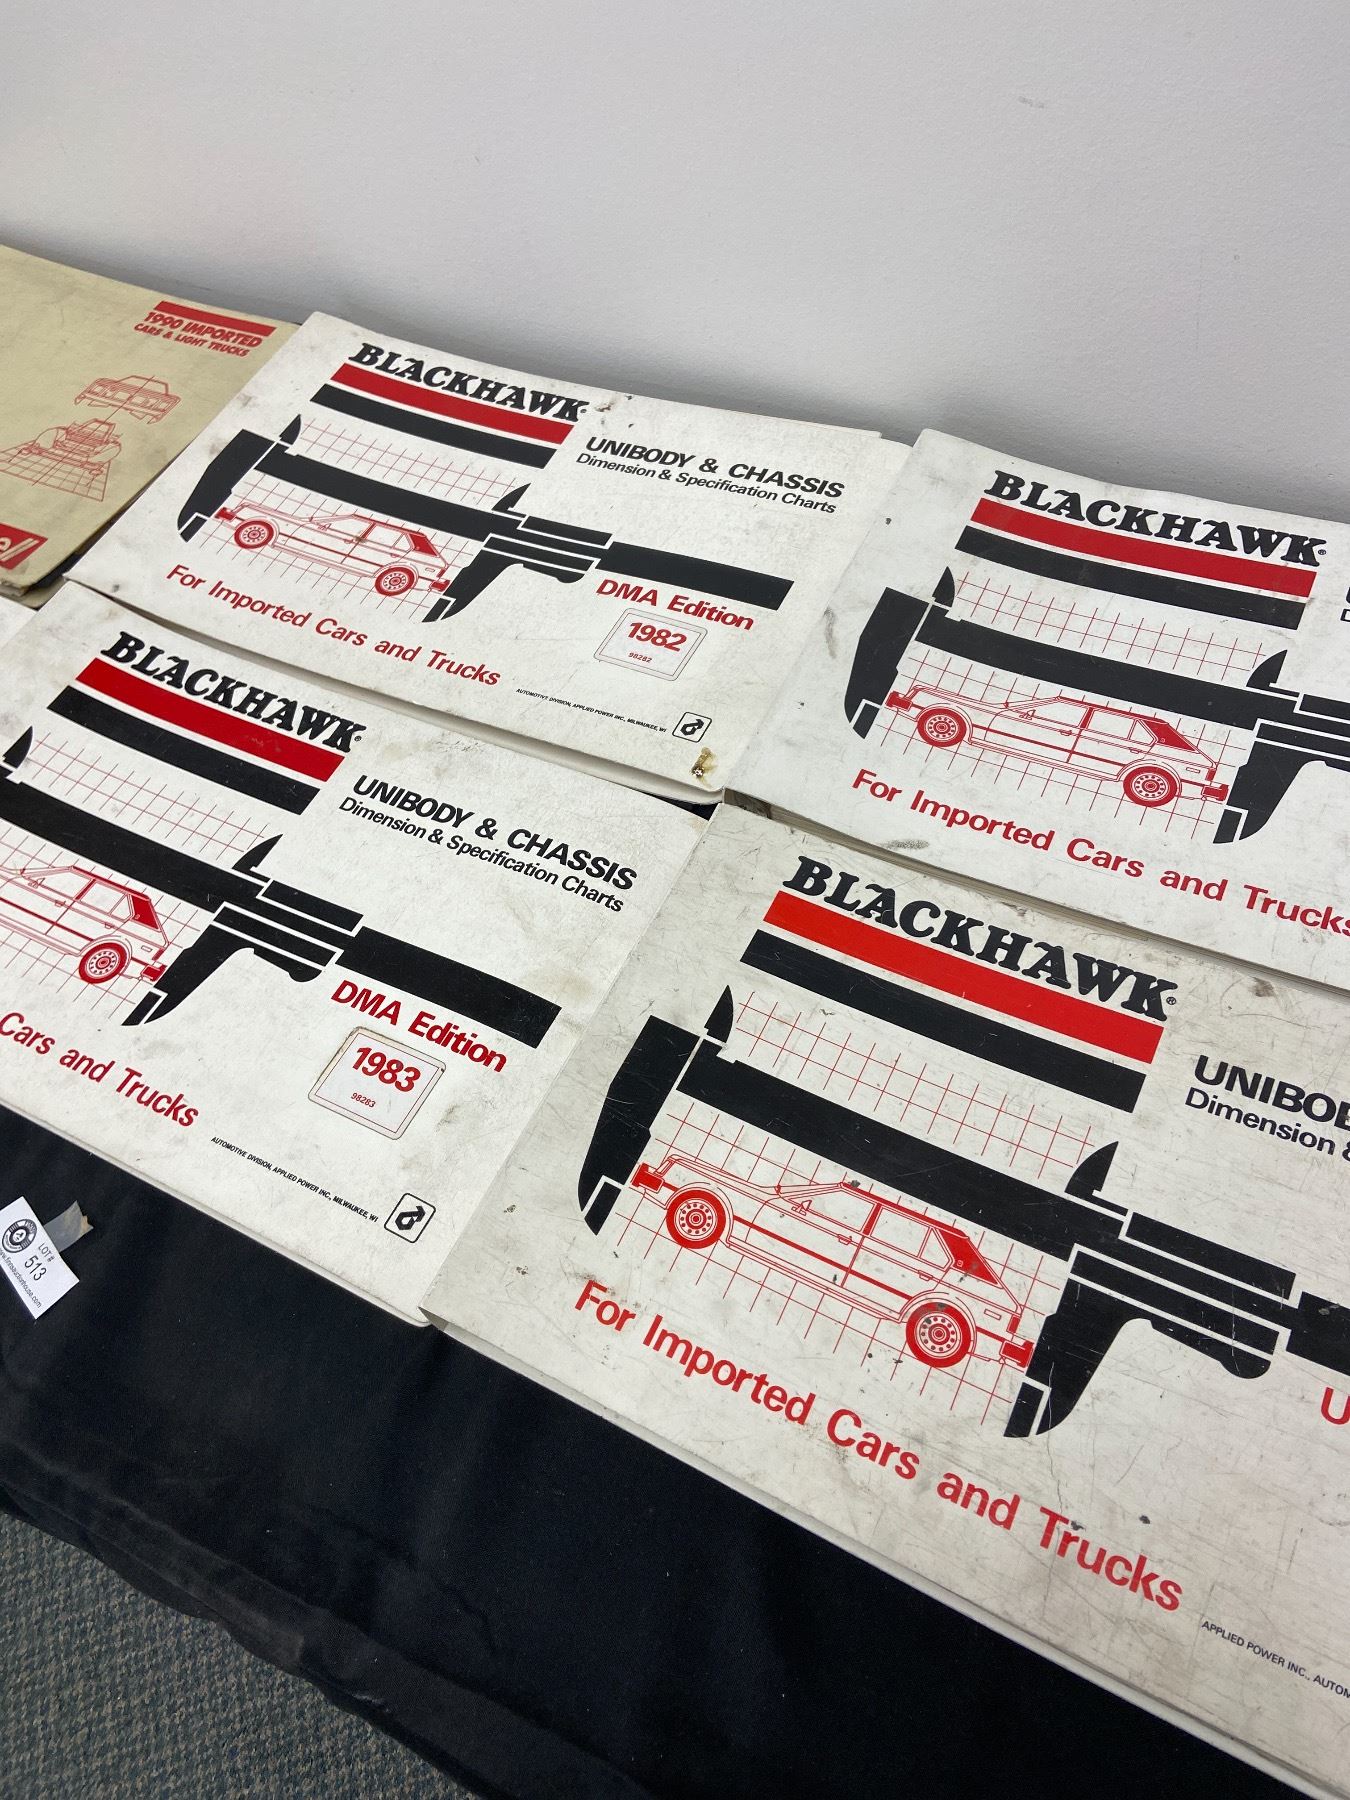 1990 IMPORTED
CARS & LIGHT TRUCKS
BLACKHAWK®
UNIBODY & CHASSIS
Dimension & Specification Charts
DMA Edition
1982
98282
For Imported Cars and Trucks
AUTOMOTIVE DIVISION, APPLIED POWER INC., MILWAUKEE, WI
BLACKHAWK®
For Imported Cars and Trucks
BLACKHAWK®
UNIBODY & CHASSIS
Dimension & Specification Charts
DMA Edition
1983
98283
Cars and Trucks
AUTOMOTIVE DIVISION, APPLIED POWER INC., MILWAUKEE, WI
BLACKHAWK®
Dimension &
For Imported Cars and Trucks
APPLIED POWER INC.,
LOT#
513